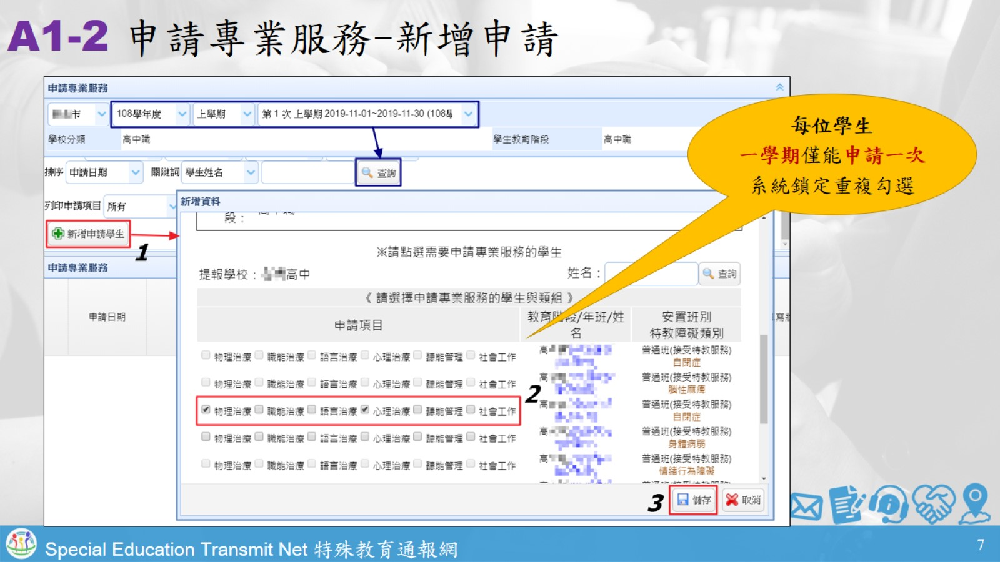 A1-2 申請專業服務-新增申請
申請專業服務
市 108學年度 上學期 第 1 次 上學期 2019-11-01~2019-11-30 (108
學校分類 高中職 學生教育階段 高中職
排序 申請日期 關鍵詞 學生姓名 查詢
列印申請項目 所有
新增申請學生
1
申請專業服務
申請日期
新增資料
段：
※請點選需要申請專業服務的學生
提報學校： 高中 姓名： 查詢
《 請選擇申請專業服務的學生與類組 》
申請項目 教育階段/年班/姓名 安置班別
特教障礙類別
物理治療 職能治療 語言治療 心理治療 聽能管理 社會工作 高 普通班(接受特教服務)
自閉症
物理治療 職能治療 語言治療 心理治療 聽能管理 社會工作 高 普通班(接受特教服務)
腦性麻痺
2
物理治療 職能治療 語言治療 心理治療 聽能管理 社會工作 高 普通班(接受特教服務)
自閉症
物理治療 職能治療 語言治療 心理治療 聽能管理 社會工作 高 普通班(接受特教服務)
身體病弱
物理治療 職能治療 語言治療 心理治療 聽能管理 社會工作 高 普通班(接受特教服務)
情緒行為障礙
3 儲存 取消
每位學生
一學期僅能申請一次
系統鎖定重複勾選
Special Education Transmit Net 特殊教育通報網
7